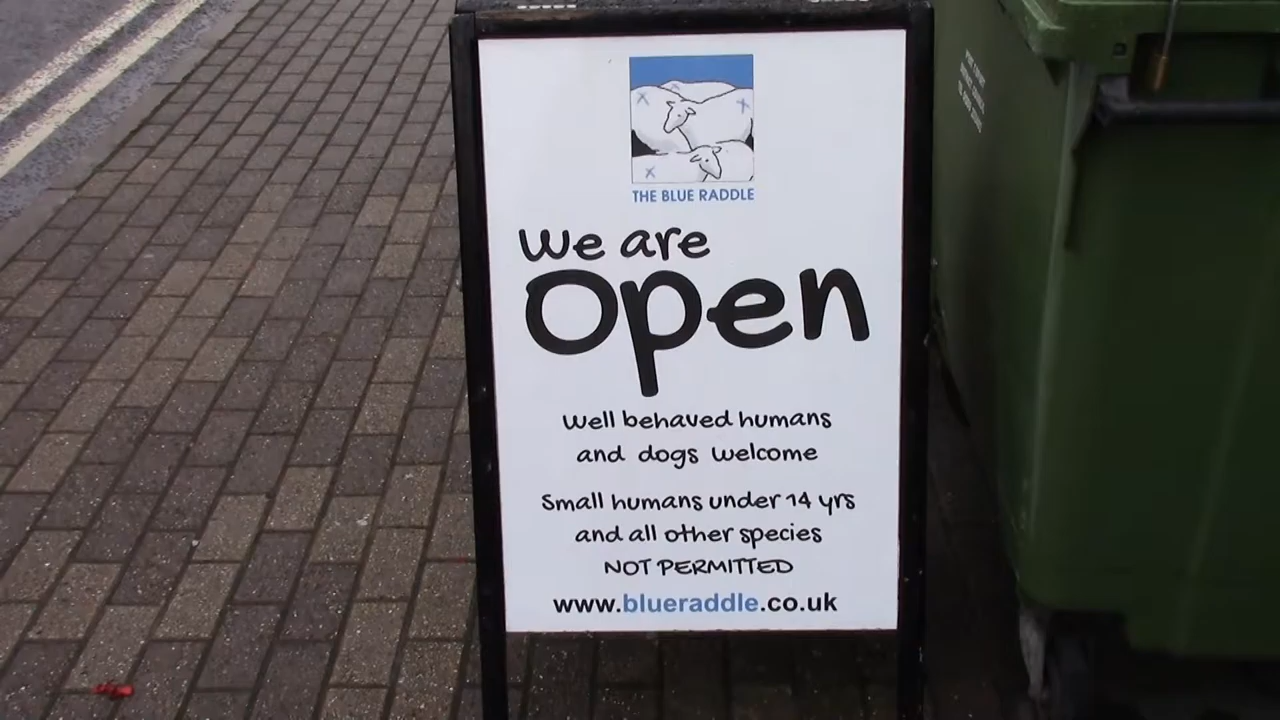 THE BLUE RADDLE
We are
open
Well behaved humans
and dogs welcome
Small humans under 14 yrs
and all other species
NOT PERMITTED
www.blueraddle.co.uk